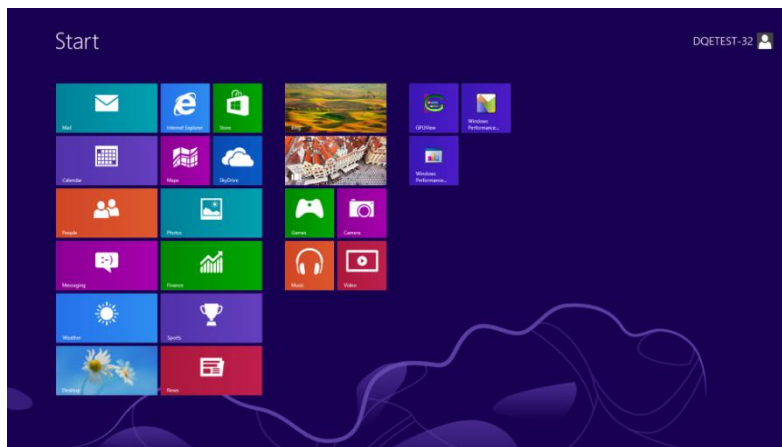 Start
DQETEST-32
Mail
Internet Explorer
Store
Calendar
Maps
SkyDrive
People
Photos
Messaging
Finance
Weather
Sports
Desktop
News
Games
Camera
Music
Video
GPUView
Windows
Performance...
Windows
Performance...